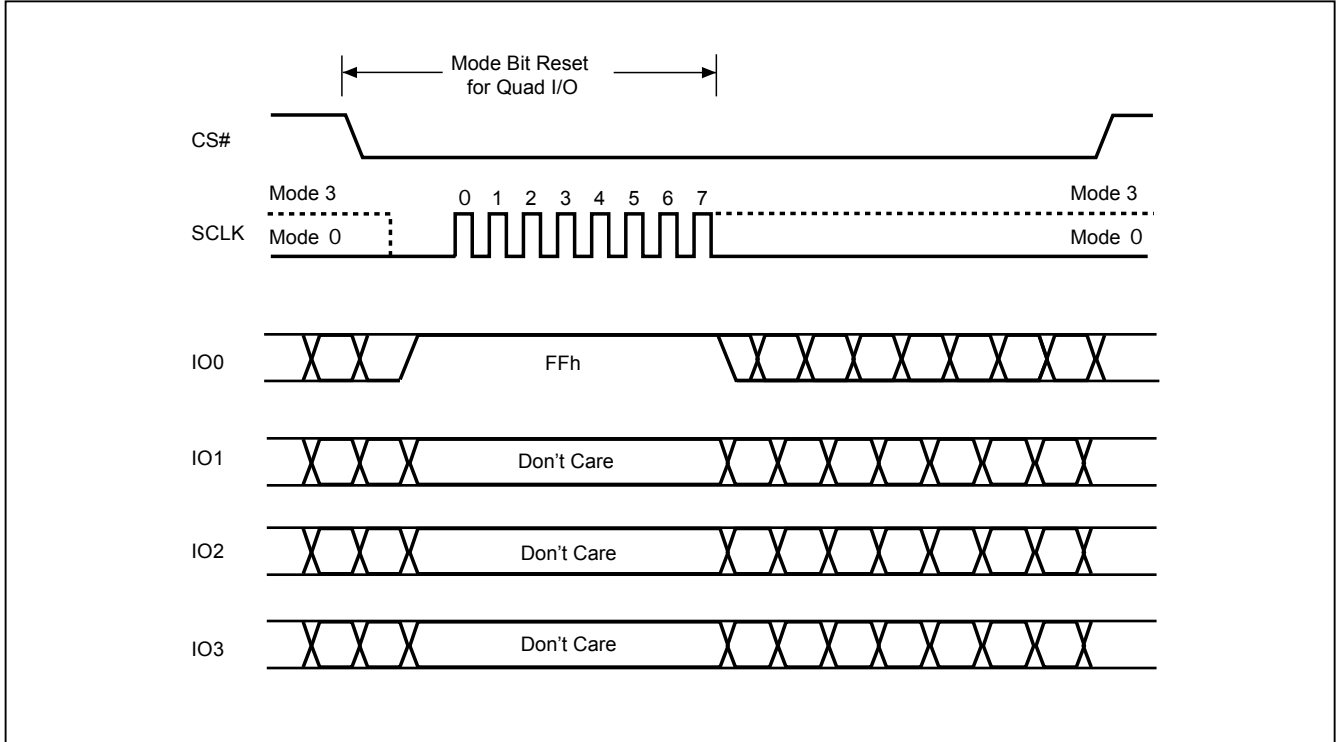 Mode Bit Reset
for Quad I/O
CS#
Mode 3
Mode 3
0 1 2 3 4 5 6 7
SCLK
Mode 0
Mode 0
IO0
FFh
IO1
Don't Care
IO2
Don't Care
IO3
Don't Care